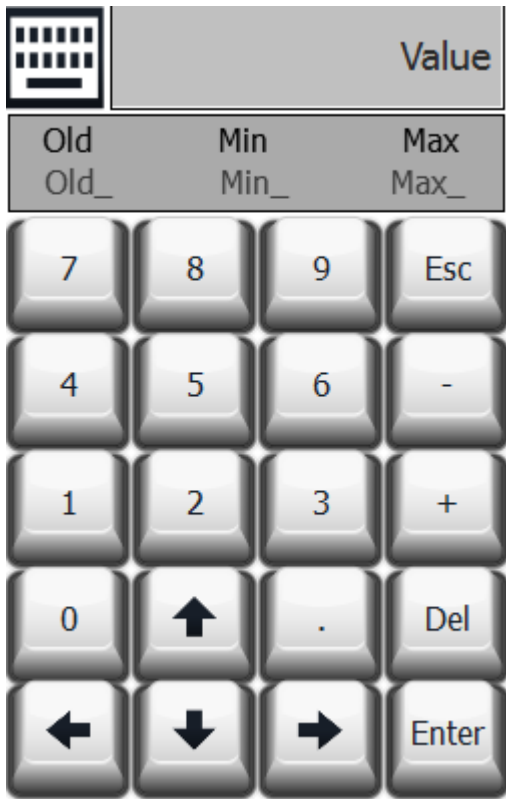 Value
Old Min Max
Old_ Min_ Max_
7 8 9 Esc
4 5 6 -
1 2 3 +
0 . Del
Enter